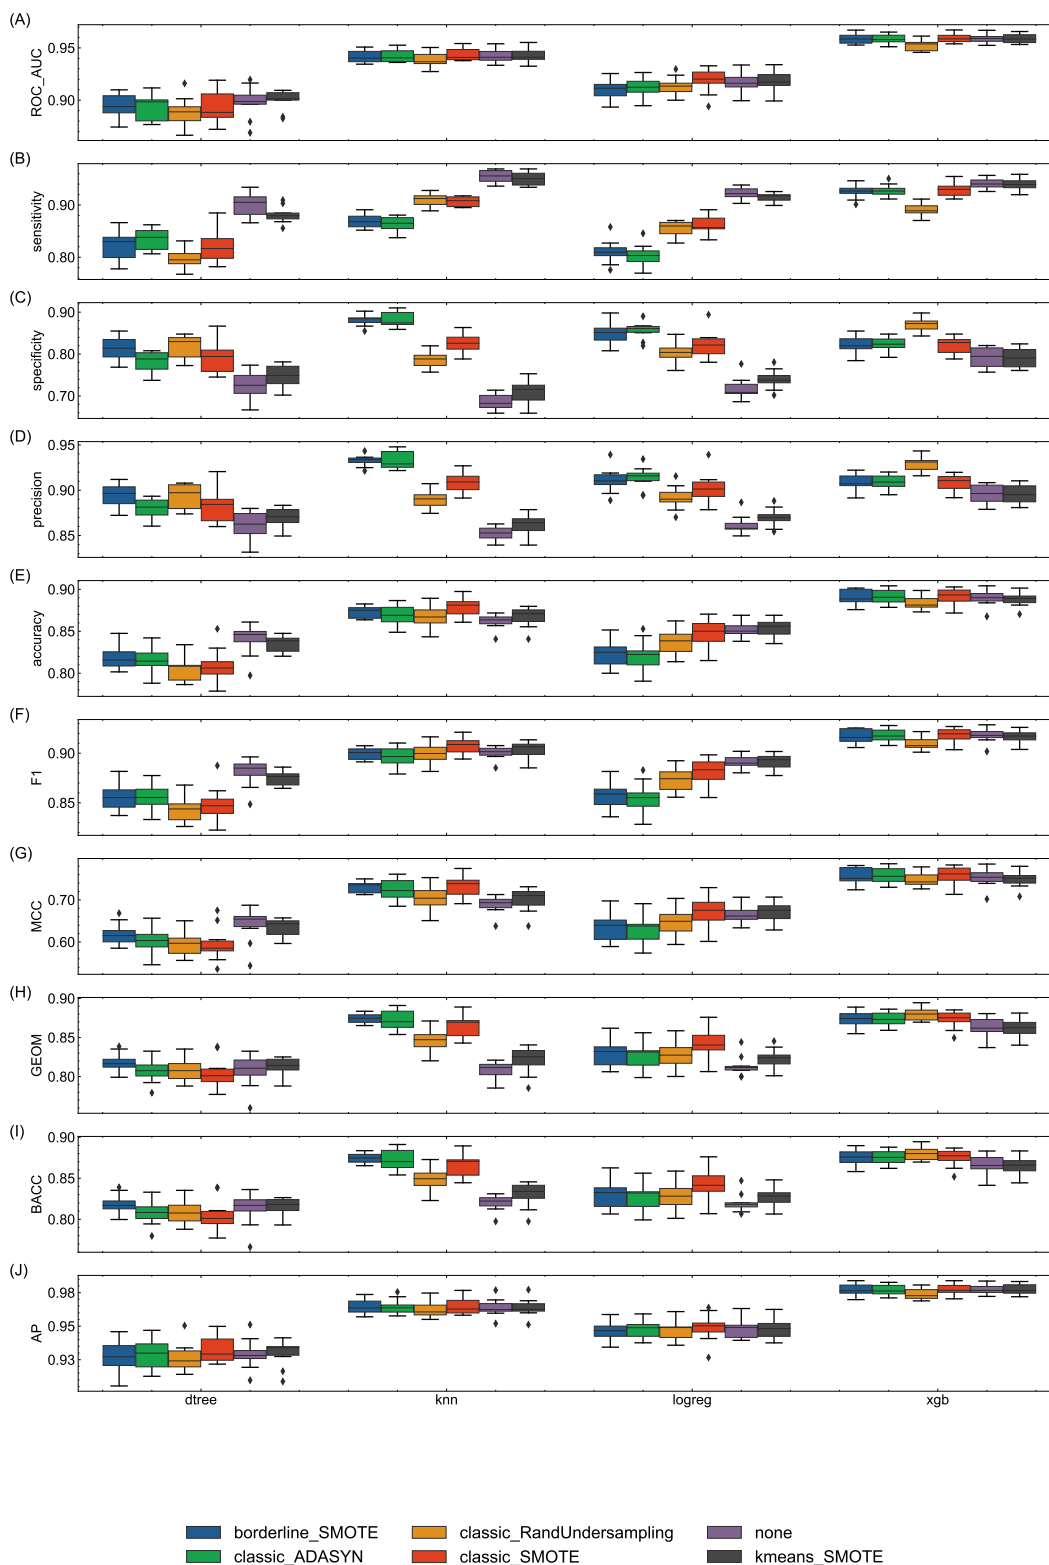 (A)
0.95
0.90
ROC_AUC
(B)
0.90
0.80
sensitivity
(C)
0.90
0.80
0.70
specificity
(D)
0.95
0.90
0.85
precision
(E)
0.90
0.85
0.80
accuracy
(F)
0.90
0.85
F1
(G)
0.70
0.60
MCC
(H)
0.90
0.85
0.80
GEOM
(I)
0.90
0.85
0.80
BACC
(J)
0.98
0.95
0.93
AP
dtree knn logreg xgb
borderline_SMOTE classic_RandUndersampling none
classic_ADASYN classic_SMOTE kmeans_SMOTE